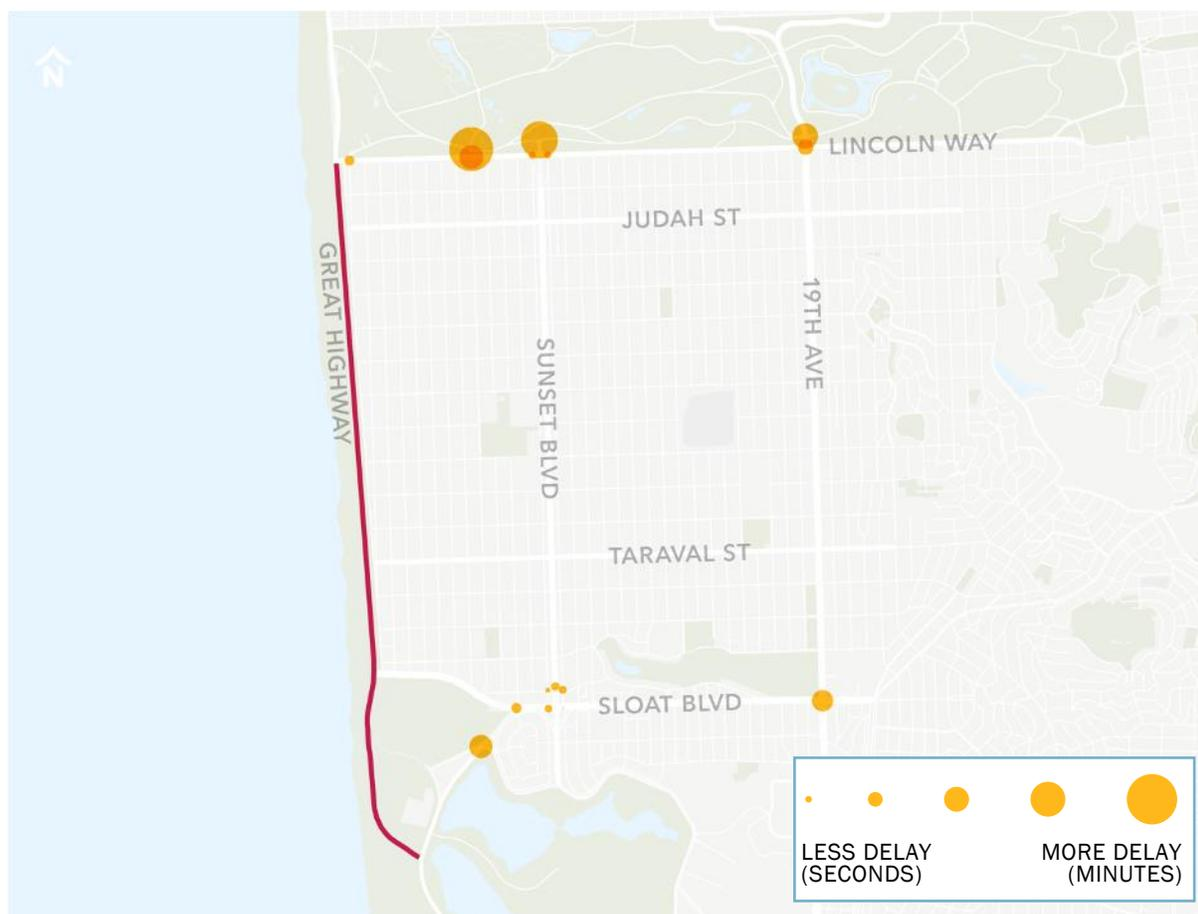 N
LINCOLN WAY
JUDAH ST
GREAT HIGHWAY
SUNSET BLVD
19TH AVE
TARAVAL ST
SLOAT BLVD
LESS DELAY
(SECONDS)
MORE DELAY
(MINUTES)